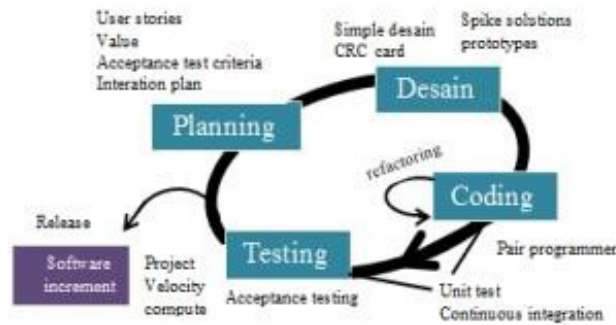 User stories
Value
Acceptance test criteria
Interation plan
Simple desain
CRC card
Spike solutions
prototypes
Planning
Desain
refactoring
Coding
Pair programmer
Unit test
Continuous integration
Testing
Acceptance testing
Project
Velocity
compute
Release
Software
increment